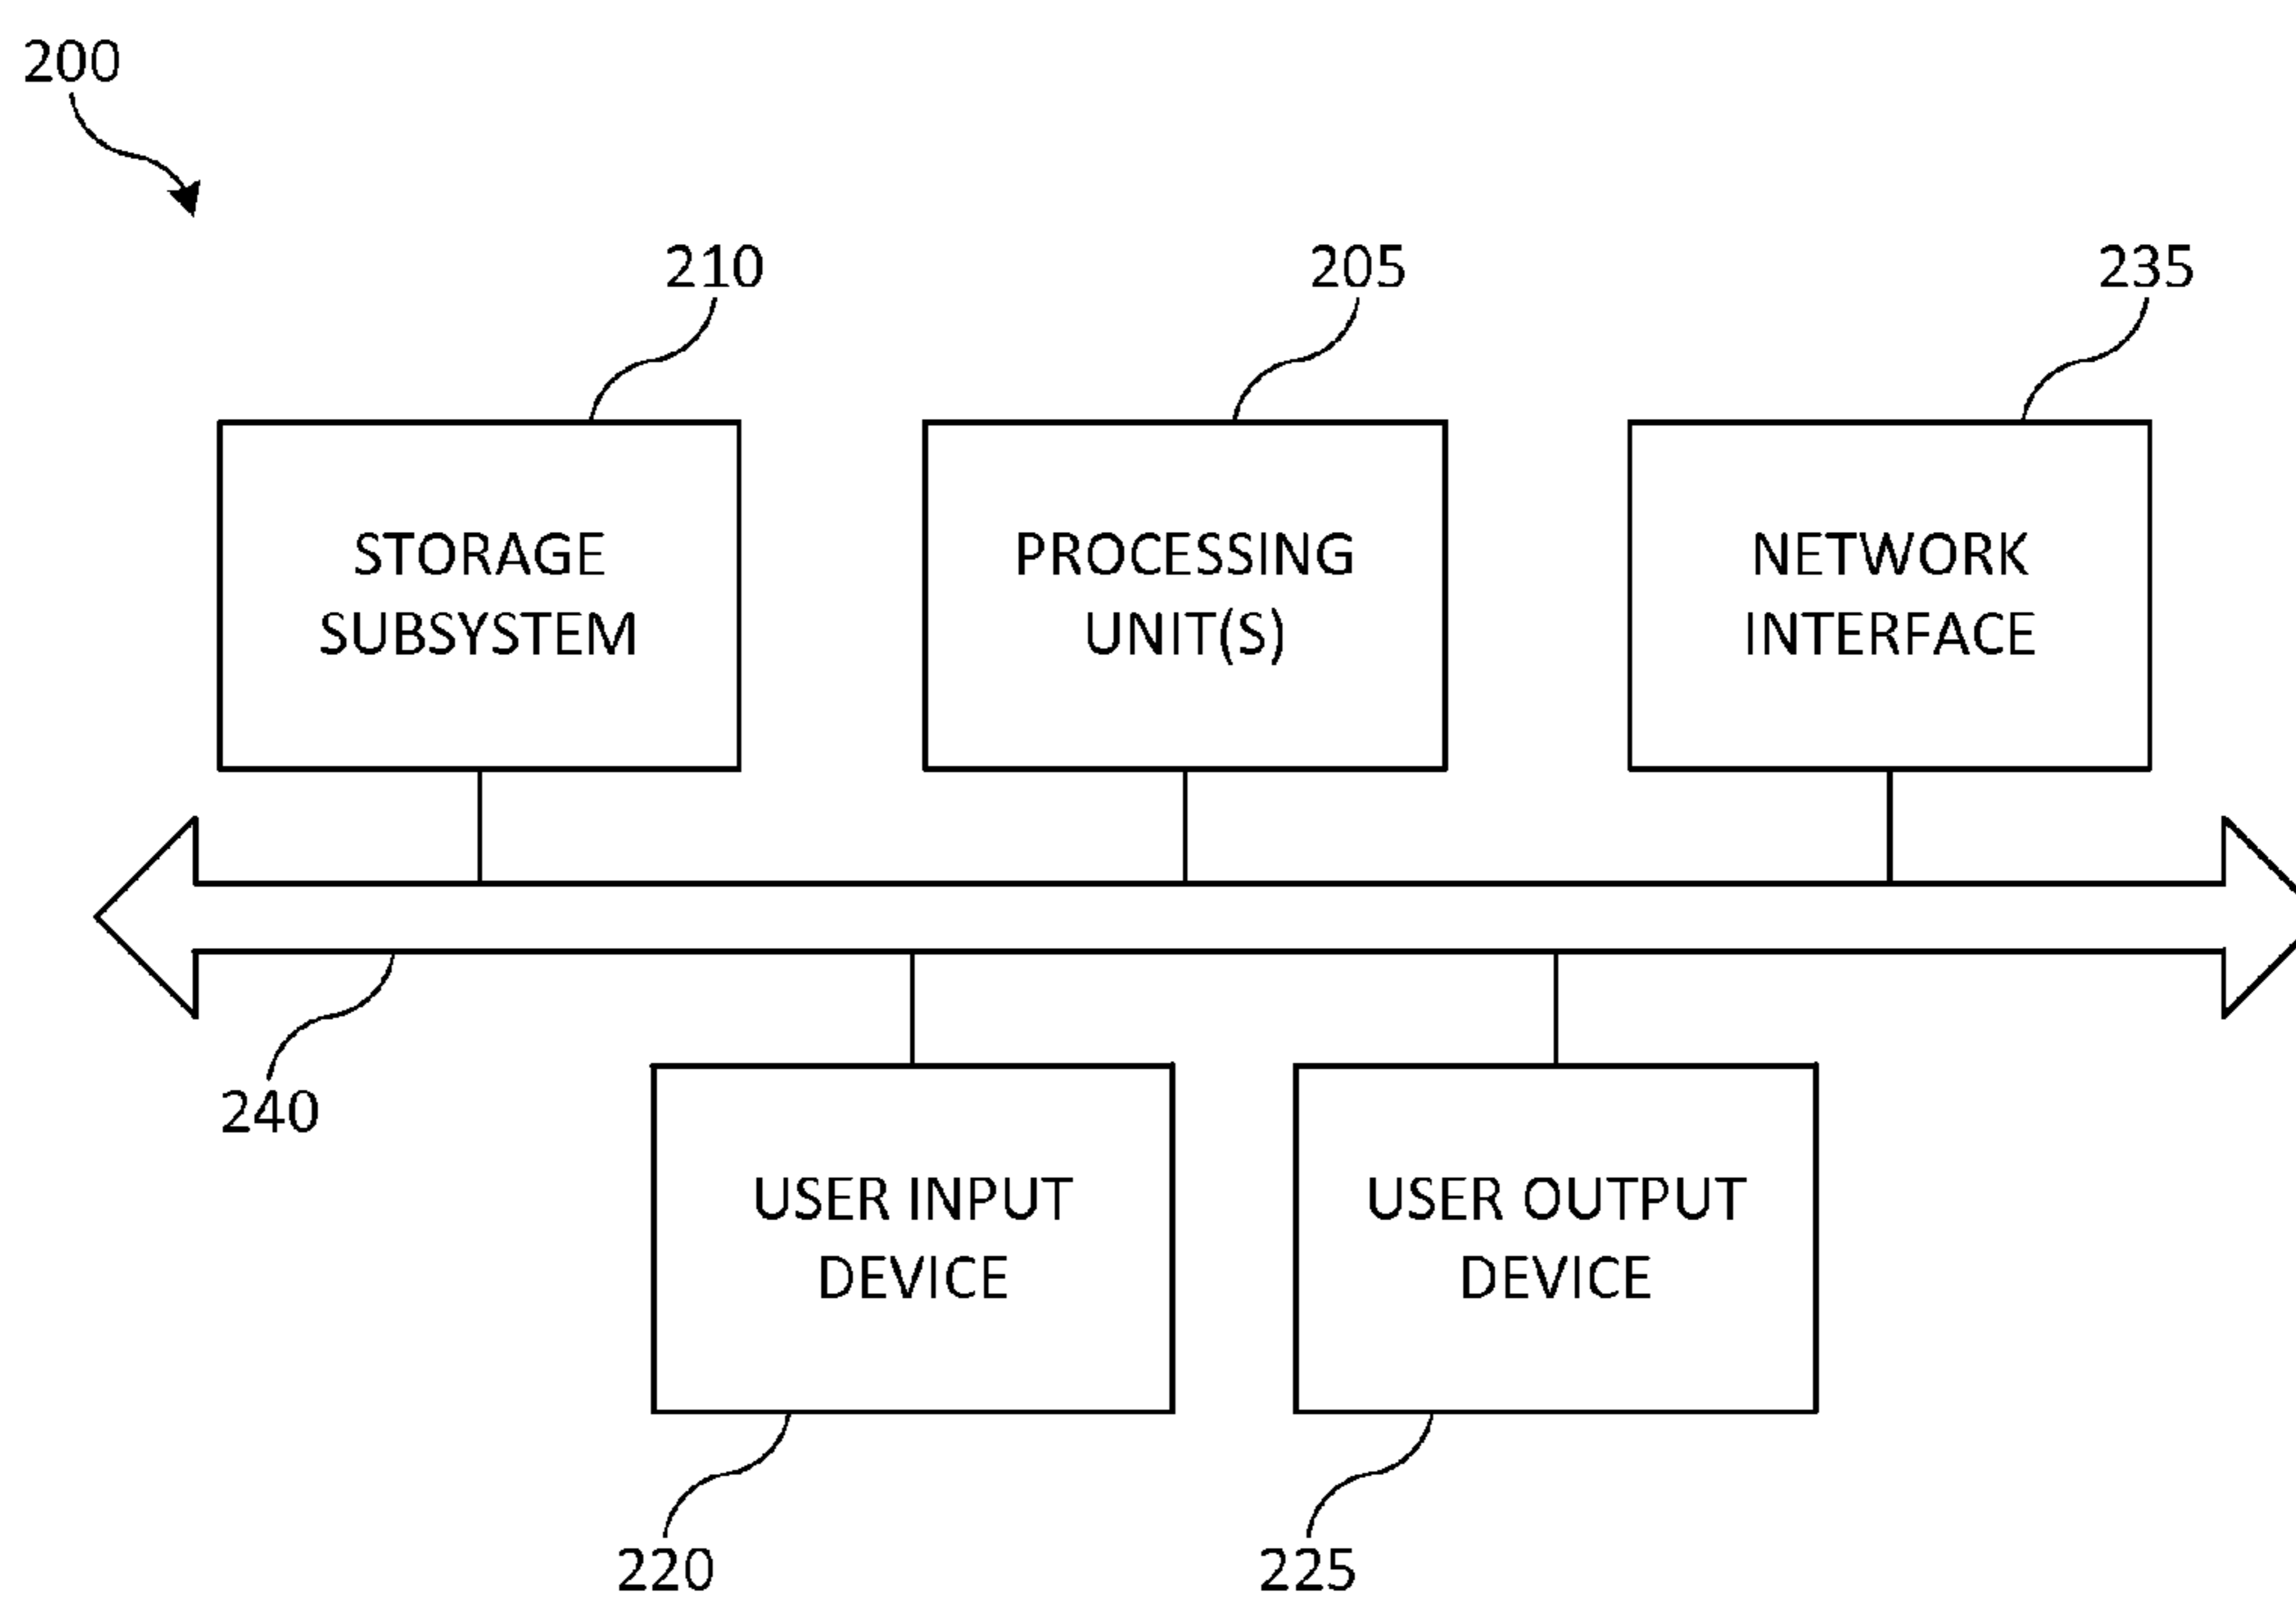 200
210
205
235
STORAGE
SUBSYSTEM
PROCESSING
UNIT(S)
NETWORK
INTERFACE
240
USER INPUT
DEVICE
USER OUTPUT
DEVICE
220
225